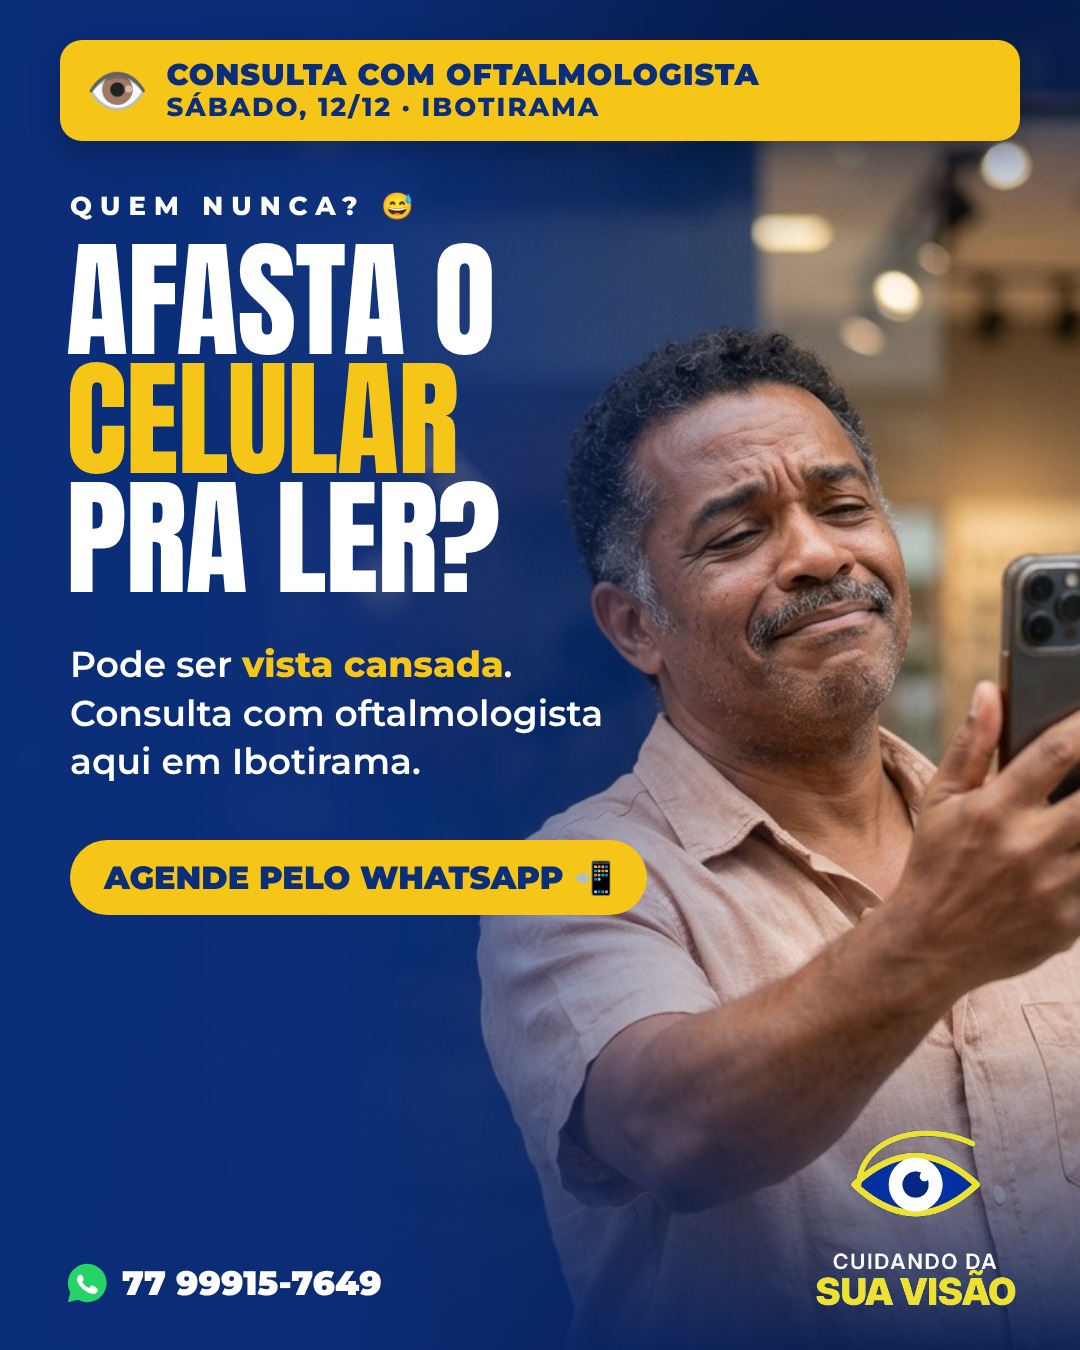 CONSULTA COM OFTALMOLOGISTA
SÁBADO, 12/12 · IBOTIRAMA
QUEM NUNCA? 😅
AFASTA O
CELULAR
PRA LER?
Pode ser vista cansada.
Consulta com oftalmologista
aqui em Ibotirama.
AGENDE PELO WHATSAPP 📲
77 99915-7649
CUIDANDO DA
SUA VISÃO